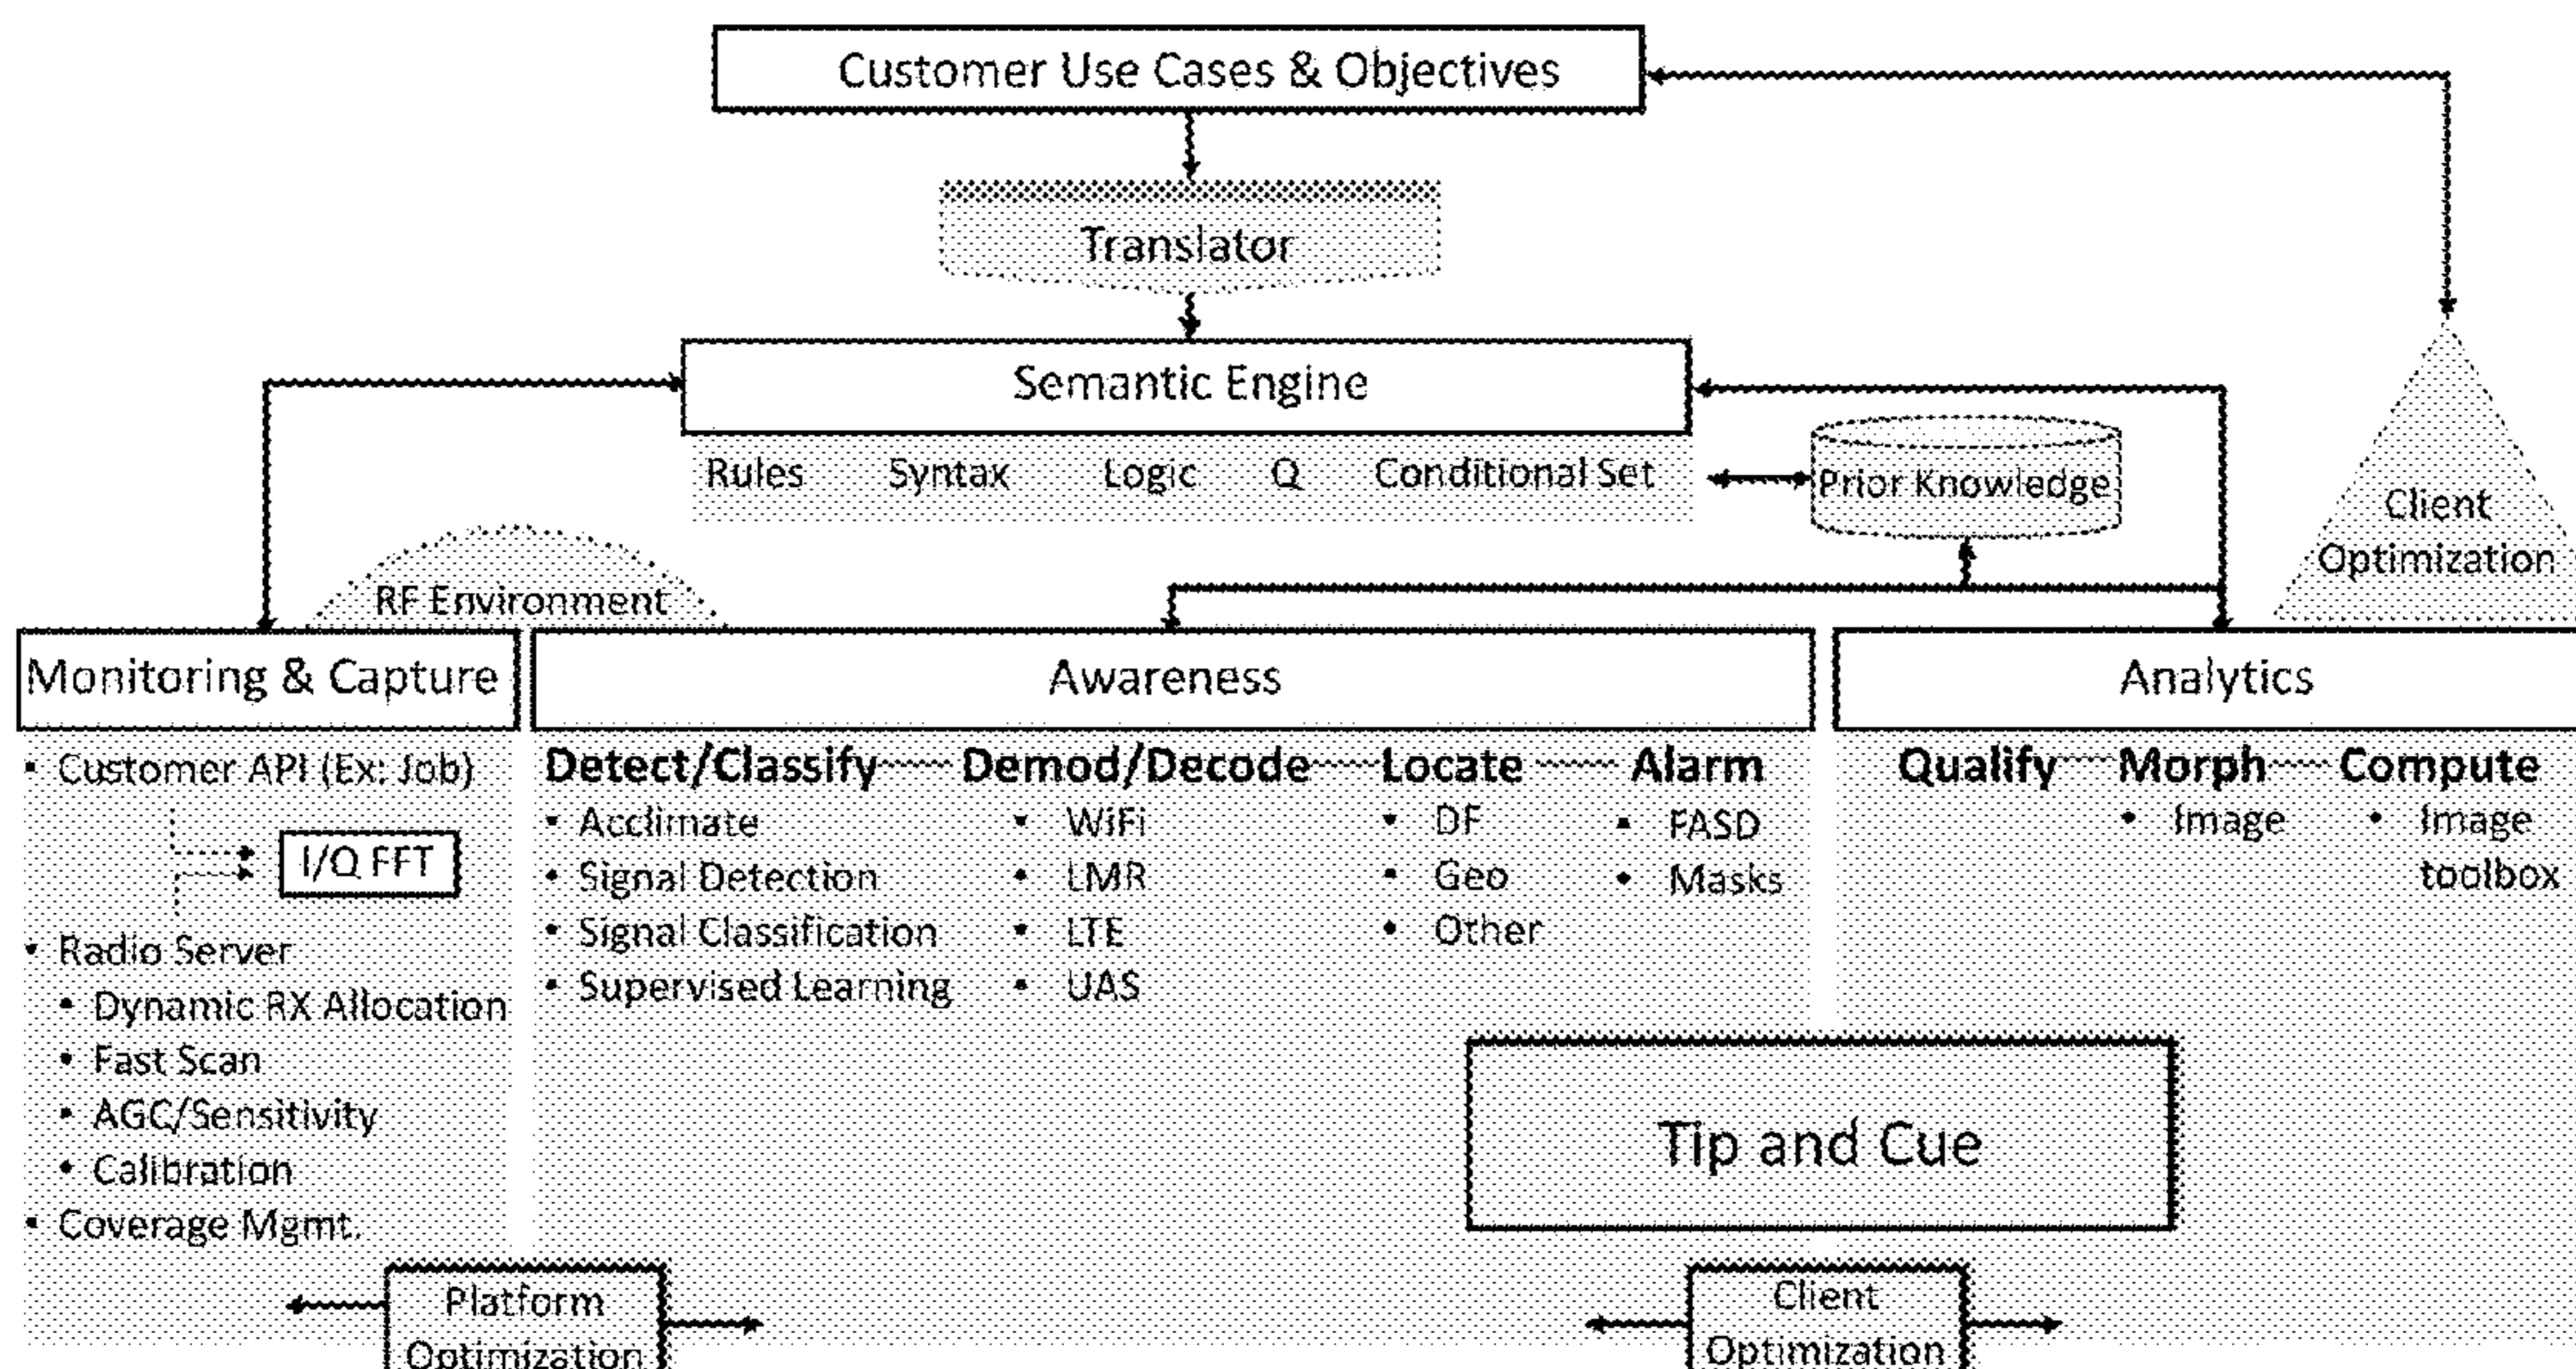 Customer Use Cases & Objectives
Translator
Semantic Engine
Rules Syntax Logic Q Conditional Set
Prior Knowledge
Client
Optimization
RF Environment
Monitoring & Capture
• Customer API (Ex: Job)
I/Q FFT
• Radio Server
• Dynamic RX Allocation
• Fast Scan
• AGC/Sensitivity
• Calibration
• Coverage Mgmt.
Awareness
Detect/Classify
• Acclimate
• Signal Detection
• Signal Classification
• Supervised Learning
Demod/Decode
• WiFi
• LMR
• LTE
• UAS
Locate
• DF
• Geo
• Other
Alarm
• FASD
• Masks
Analytics
Qualify
Morph
• Image
Compute
• Image
toolbox
Tip and Cue
Platform
Optimization
Client
Optimization